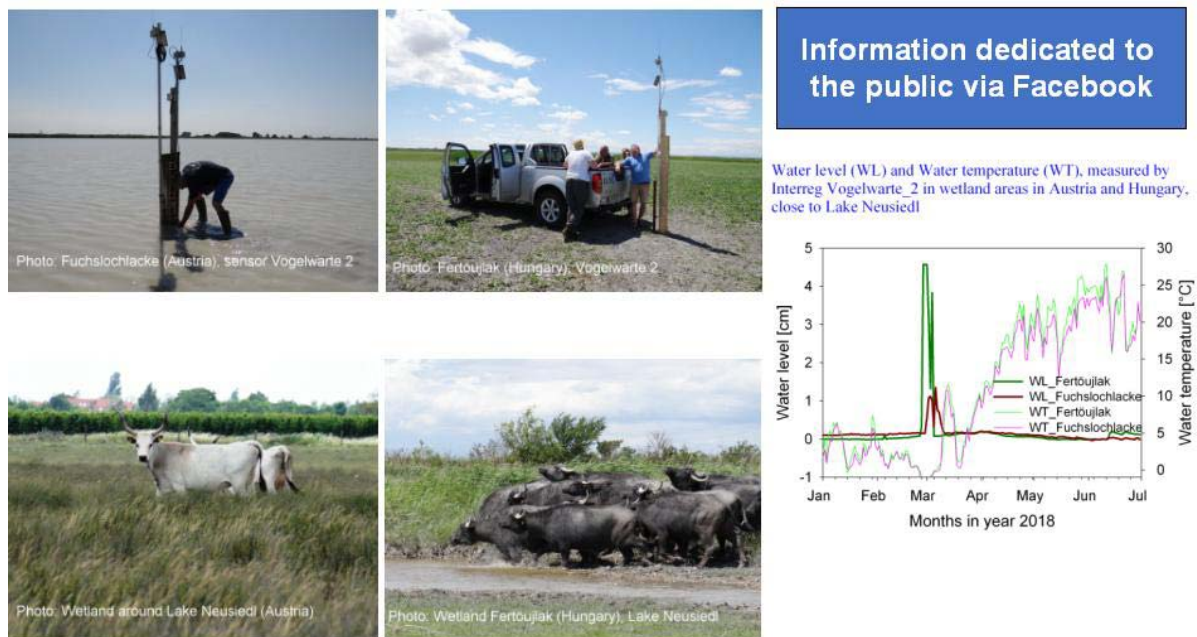 Information dedicated to
the public via Facebook
Photo: Fuchslochlacke (Austria), sensor Vogelwarte 2
Photo: Fertoujlak (Hungary), Vogelwarte 2
Water level (WL) and Water temperature (WT), measured by
Interreg Vogelwarte_2 in wetland areas in Austria and Hungary,
close to Lake Neusiedl
Water level [cm]
5
4
3
2
1
0
-1
Water temperature [°C]
30
25
20
15
10
5
0
WL_Fertöujlak
WL_Fuchslochlacke
WT_Fertöujlak
WT_Fuchslochlacke
Jan Feb Mar Apr May Jun Jul
Months in year 2018
Photo: Wetland around Lake Neusiedl (Austria)
Photo: Wetland Fertoujlak (Hungary), Lake Neusiedl